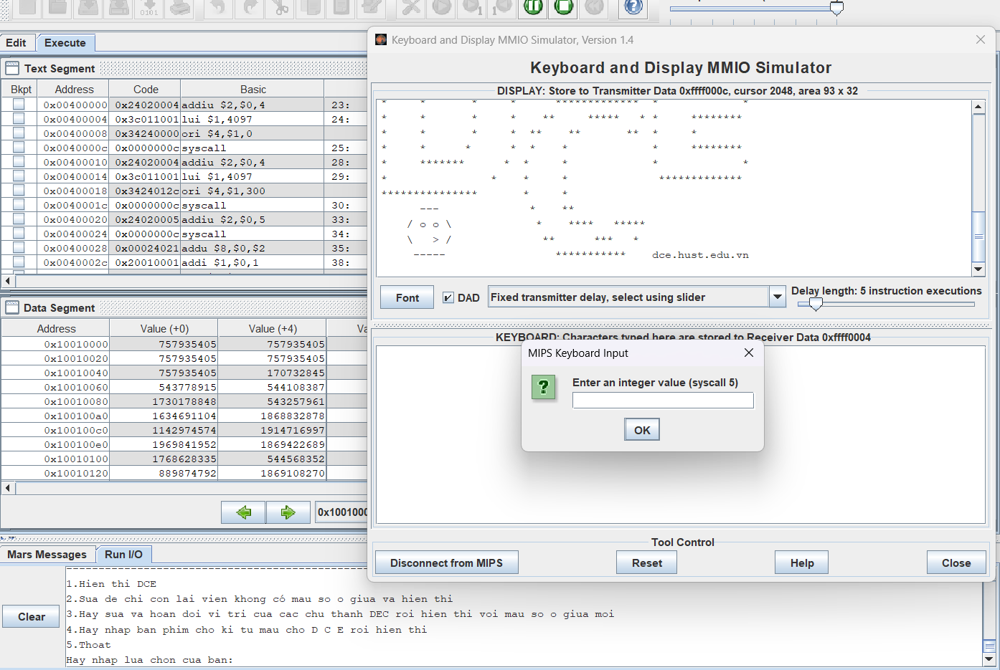 0101
1
1
?
Edit
Execute
Text Segment
Bkpt Address Code Basic
0x00400000 0x24020004 addiu $2,$0,4 23:
0x00400004 0x3c011001 lui $1,4097 24:
0x00400008 0x34240000 ori $4,$1,0
0x0040000c 0x0000000c syscall 25:
0x00400010 0x24020004 addiu $2,$0,4 28:
0x00400014 0x3c011001 lui $1,4097 29:
0x00400018 0x3424012c ori $4,$1,300
0x0040001c 0x0000000c syscall 30:
0x00400020 0x24020005 addiu $2,$0,5 33:
0x00400024 0x0000000c syscall 34:
0x00400028 0x00024021 addu $8,$0,$2 35:
0x0040002c 0x20010001 addi $1,$0,1 38:
Data Segment
Address Value (+0) Value (+4) Va
0x10010000 757935405 757935405
0x10010020 757935405 757935405
0x10010040 757935405 170732845
0x10010060 543778915 544108387
0x10010080 1730178848 543257961
0x100100a0 1634691104 1868832878
0x100100c0 1142974574 1914716997
0x100100e0 1969841952 1869422689
0x10010100 1768628335 544568352
0x10010120 889874792 1869108270
0x1001000
Keyboard and Display MMIO Simulator, Version 1.4
Keyboard and Display MMIO Simulator
DISPLAY: Store to Transmitter Data 0xffff000c, cursor 2048, area 93 x 32
*     *       *     *      ************* *             *
*     *       *     *    **     *****   * *     ********
*     *       *     *  **    **       **  *     *
*     *      *      *  *    *             *     ********
*     *******      *  *     *             *            *
*                *    *     *              *************
***************       *     *
---                   *    **
/ o o \             *    ****   *****
\   > /              **      ***   *
-----                 ***********    dce.hust.edu.vn
Font
DAD
Fixed transmitter delay, select using slider
Delay length: 5 instruction executions
KEYBOARD: Characters typed here are stored to Receiver Data 0xffff0004
MIPS Keyboard Input
?
Enter an integer value (syscall 5)
OK
Tool Control
Disconnect from MIPS
Reset
Help
Close
Mars Messages
Run I/O
Clear
1.Hien thi DCE
2.Sua de chi con lai vien khong có mau so o giua va hien thi
3.Hay sua va hoan doi vi tri cua cac chu thanh DEC roi hien thi voi mau so o giua moi
4.Hay nhap ban phim cho ki tu mau cho D C E roi hien thi
5.Thoat
Hay nhap lua chon cua ban: